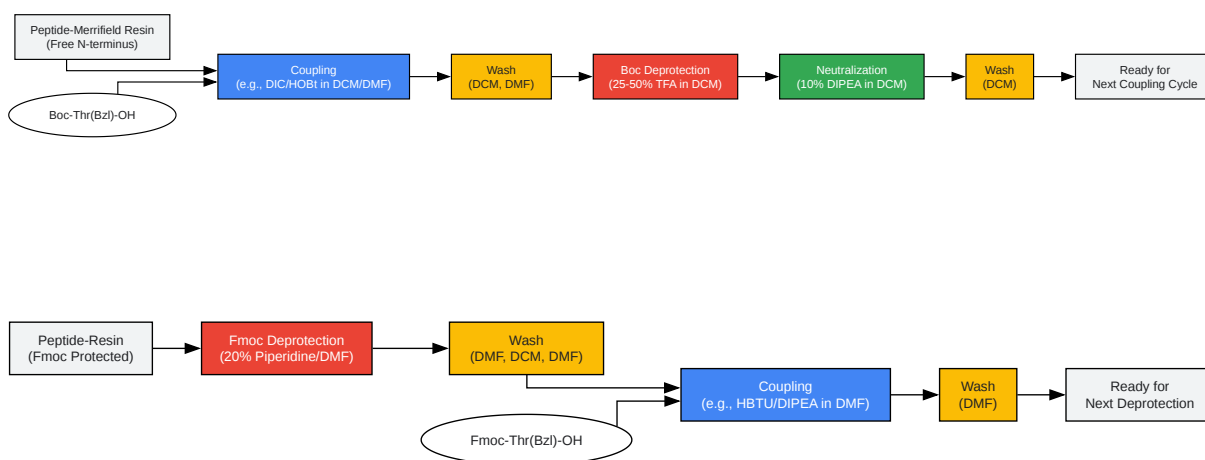 Peptide-Merrifield Resin
(Free N-terminus)
Boc-Thr(Bzl)-OH
Coupling
(e.g., DIC/HOBt in DCM/DMF)
Wash
(DCM, DMF)
Boc Deprotection
(25-50% TFA in DCM)
Neutralization
(10% DIPEA in DCM)
Wash
(DCM)
Ready for
Next Coupling Cycle
Peptide-Resin
(Fmoc Protected)
Fmoc Deprotection
(20% Piperidine/DMF)
Wash
(DMF, DCM, DMF)
Fmoc-Thr(Bzl)-OH
Coupling
(e.g., HBTU/DIPEA in DMF)
Wash
(DMF)
Ready for
Next Deprotection